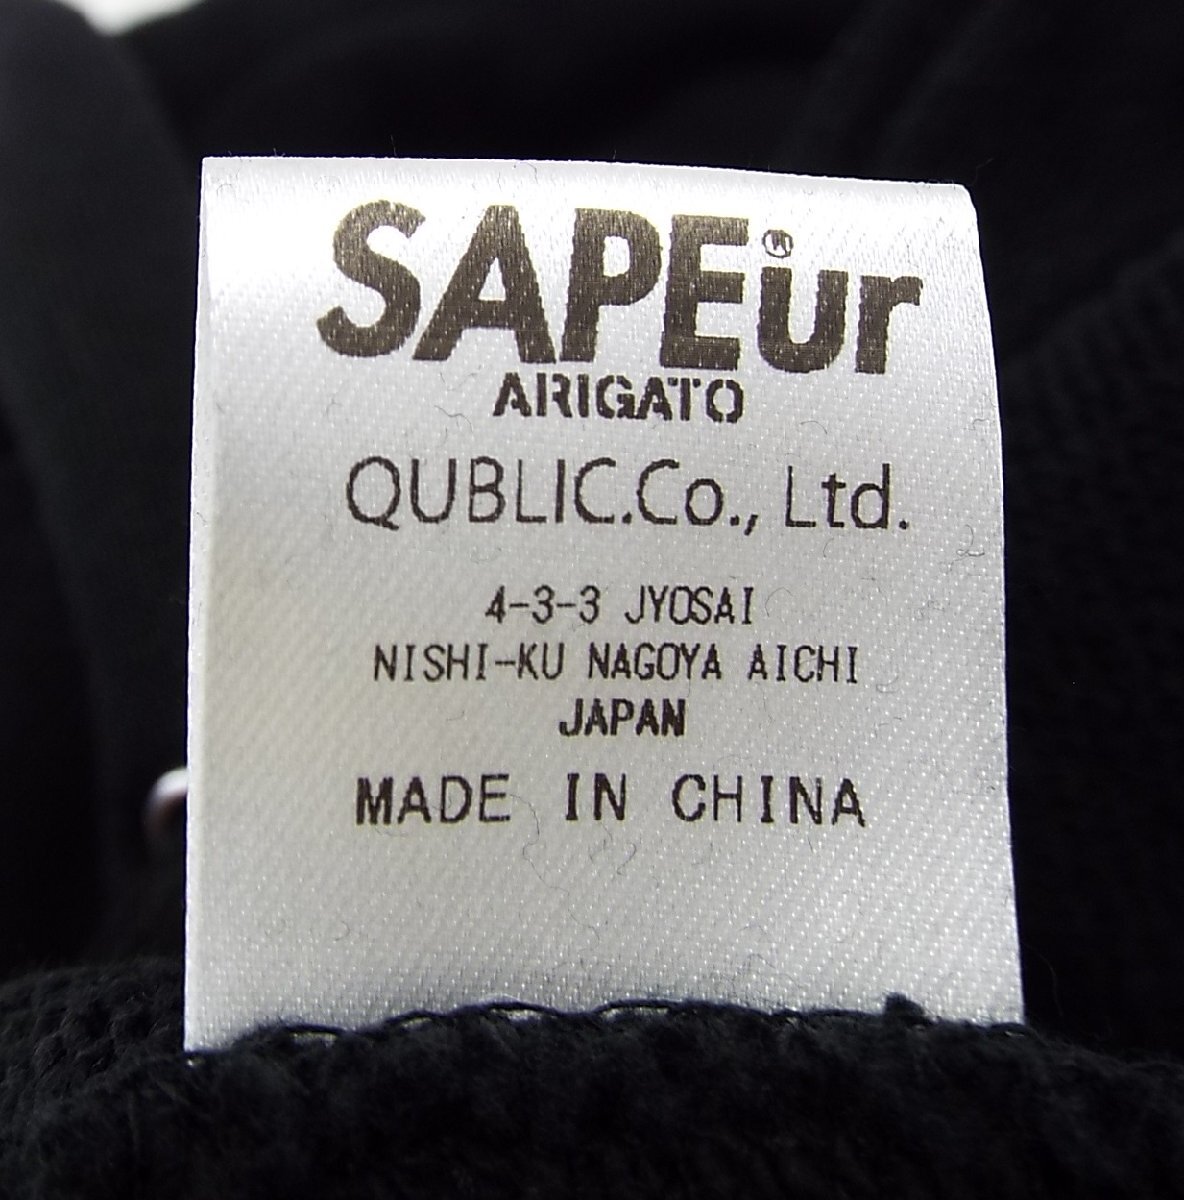 SAPEur®
ARIGATO
QUBLIC.Co., Ltd.
4-3-3 JYOSAI
NISHI-KU NAGOYA AICHI
JAPAN
MADE IN CHINA